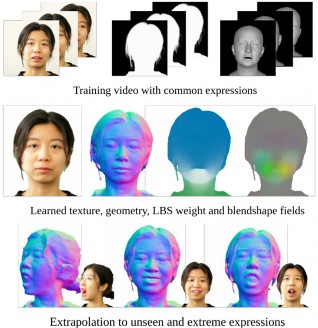 Training video with common expressions
Learned texture, geometry, LBS weight and blendshape fields
Extrapolation to unseen and extreme expressions